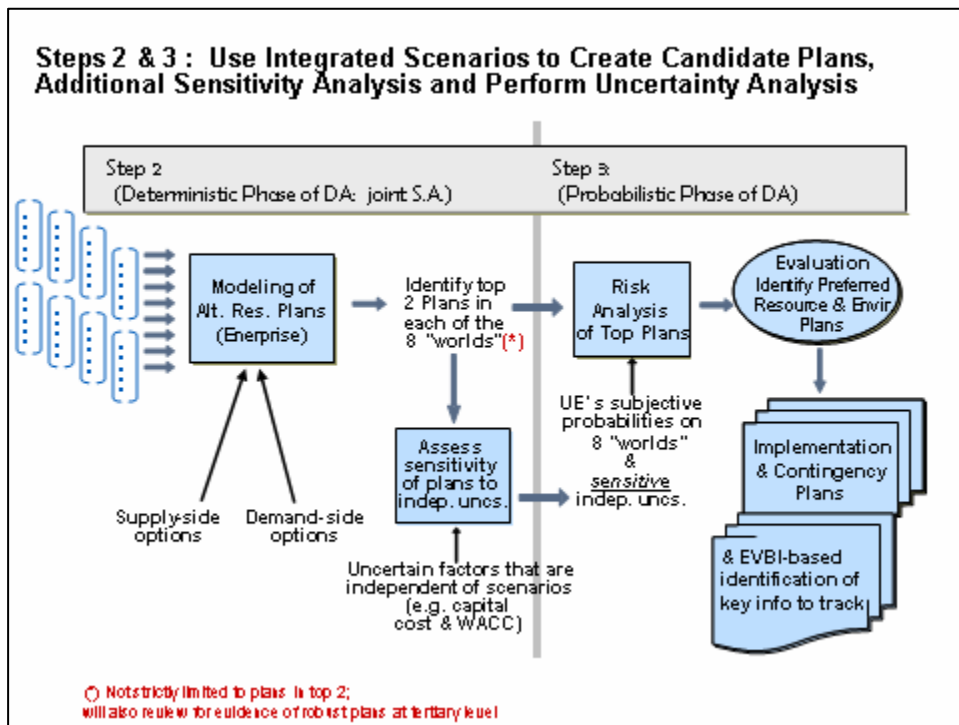 Steps 2 & 3 : Use Integrated Scenarios to Create Candidate Plans,
Additional Sensitivity Analysis and Perform Uncertainty Analysis
Step 2
(Deterministic Phase of DA: joint S.A.)
Step 3:
(Probabilistic Phase of DA)
Modeling of
Alt. Res. Plans
(Enerprise)
Identify top
2 Plans in
each of the
8 "worlds"(*)
Risk
Analysis
of Top Plans
Evaluation
Identify Preferred
Resource & Envir.
Plans
Supply-side
options
Demand-side
options
Assess
sensitivity
of plans to
indep. uncs.
UE's subjective
probabilities on
8 "worlds"
&
sensitive
indep. uncs.
Implementation
& Contingency
Plans
& EVBI-based
identification of
key info to track
Uncertain factors that are
independent of scenarios
(e.g. capital
cost & WACC)
(*) Not strictly limited to plans in top 2;
will also review for evidence of robust plans at tertiary level